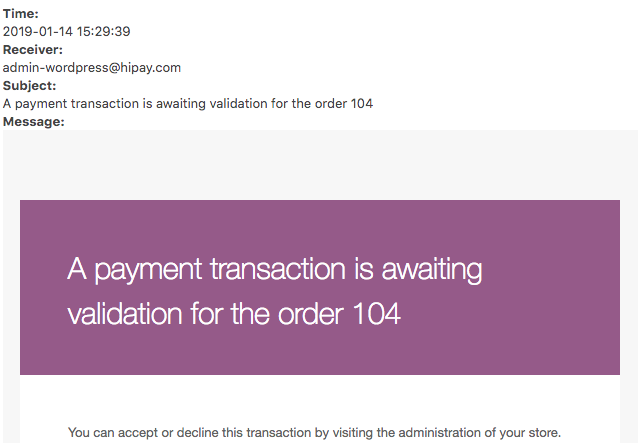 Time:
2019-01-14 15:29:39
Receiver:
admin-wordpress@hipay.com
Subject:
A payment transaction is awaiting validation for the order 104
Message:
A payment transaction is awaiting
validation for the order 104
You can accept or decline this transaction by visiting the administration of your store.